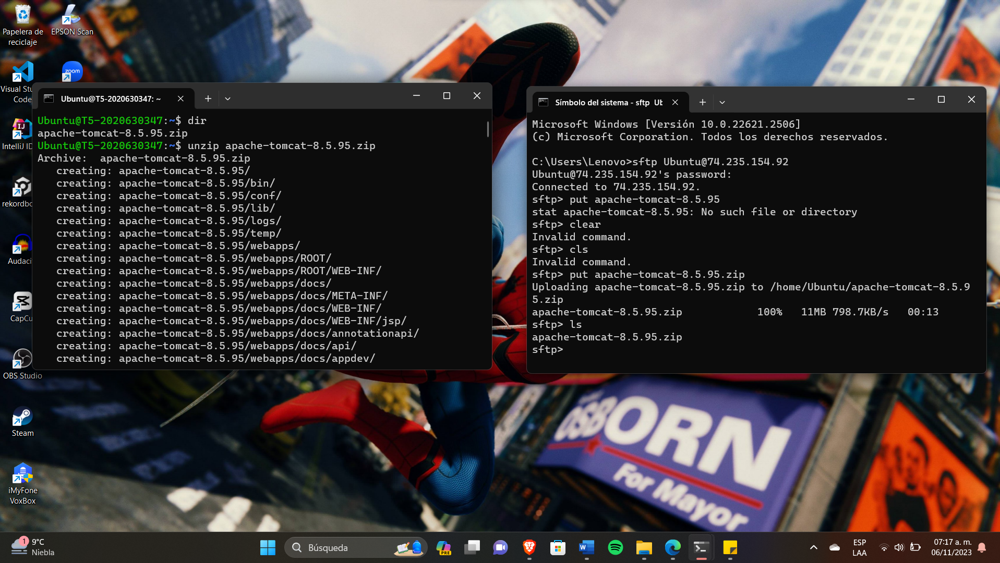 Papelera de
reciclaje
EPSON Scan
zoom
Visual Stu
Code
IntelliJ ID
rekordbo
Audaci
CapCu
OBS Studio
Steam
iMyFone
VoxBox
Ubuntu@T5-2020630347: ~
Ubuntu@T5-2020630347:~$ dir
apache-tomcat-8.5.95.zip
Ubuntu@T5-2020630347:~$ unzip apache-tomcat-8.5.95.zip
Archive:  apache-tomcat-8.5.95.zip
   creating: apache-tomcat-8.5.95/
   creating: apache-tomcat-8.5.95/bin/
   creating: apache-tomcat-8.5.95/conf/
   creating: apache-tomcat-8.5.95/lib/
   creating: apache-tomcat-8.5.95/logs/
   creating: apache-tomcat-8.5.95/temp/
   creating: apache-tomcat-8.5.95/webapps/
   creating: apache-tomcat-8.5.95/webapps/ROOT/
   creating: apache-tomcat-8.5.95/webapps/ROOT/WEB-INF/
   creating: apache-tomcat-8.5.95/webapps/docs/
   creating: apache-tomcat-8.5.95/webapps/docs/META-INF/
   creating: apache-tomcat-8.5.95/webapps/docs/WEB-INF/
   creating: apache-tomcat-8.5.95/webapps/docs/WEB-INF/jsp/
   creating: apache-tomcat-8.5.95/webapps/docs/annotationapi/
   creating: apache-tomcat-8.5.95/webapps/docs/api/
   creating: apache-tomcat-8.5.95/webapps/docs/appdev/
Símbolo del sistema - sftp Ub
Microsoft Windows [Versión 10.0.22621.2506]
(c) Microsoft Corporation. Todos los derechos reservados.
C:\Users\Lenovo>sftp Ubuntu@74.235.154.92
Ubuntu@74.235.154.92's password:
Connected to 74.235.154.92.
sftp> put apache-tomcat-8.5.95
stat apache-tomcat-8.5.95: No such file or directory
sftp> clear
Invalid command.
sftp> cls
Invalid command.
sftp> put apache-tomcat-8.5.95.zip
Uploading apache-tomcat-8.5.95.zip to /home/Ubuntu/apache-tomcat-8.5.9
5.zip
apache-tomcat-8.5.95.zip            100%   11MB 798.7KB/s   00:13
sftp> ls
apache-tomcat-8.5.95.zip
sftp>
OSBORN
For Mayor
1
9°C
Niebla
Búsqueda
PRE
ESP
LAA
07:17 a. m.
06/11/2023